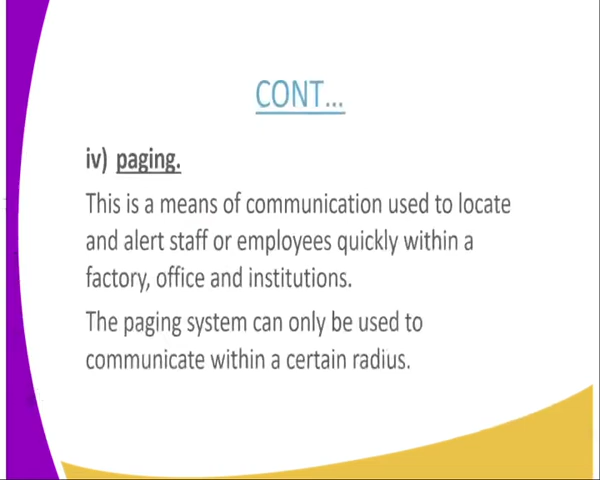 CONT...
iv) paging.
This is a means of communication used to locate
and alert staff or employees quickly within a
factory, office and institutions.
The paging system can only be used to
communicate within a certain radius.